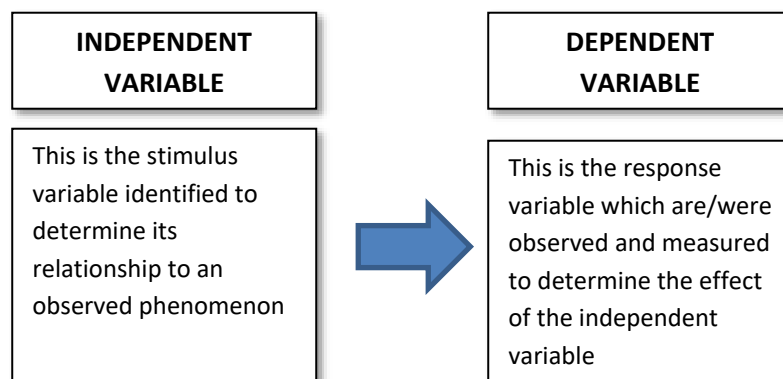 INDEPENDENT
VARIABLE
This is the stimulus
variable identified to
determine its
relationship to an
observed phenomenon
DEPENDENT
VARIABLE
This is the response
variable which are/were
observed and measured
to determine the effect
of the independent
variable